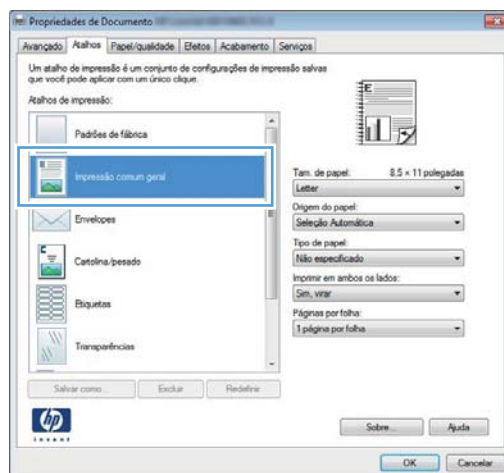 Propriedades de Documento
Avançado Atalhos Papel/qualidade Efeitos Acabamento Serviços
Um atalho de impressão é um conjunto de configurações de impressão salvas
que você pode aplicar com um único clique.
Atalhos de impressão:
Padrões de fábrica
Impressão comum geral
Envelopes
Cartolina/pesado
Etiquetas
Transparências
Salvar como... Excluir Redefinir
E
Tam. de papel: 8.5 × 11 polegadas
Letter
Origem do papel:
Seleção Automática
Tipo de papel:
Não especificado
Imprimir em ambos os lados:
Sim, virar
Páginas por folha:
1 página por folha
hp
invent
Sobre... Ajuda
OK Cancelar